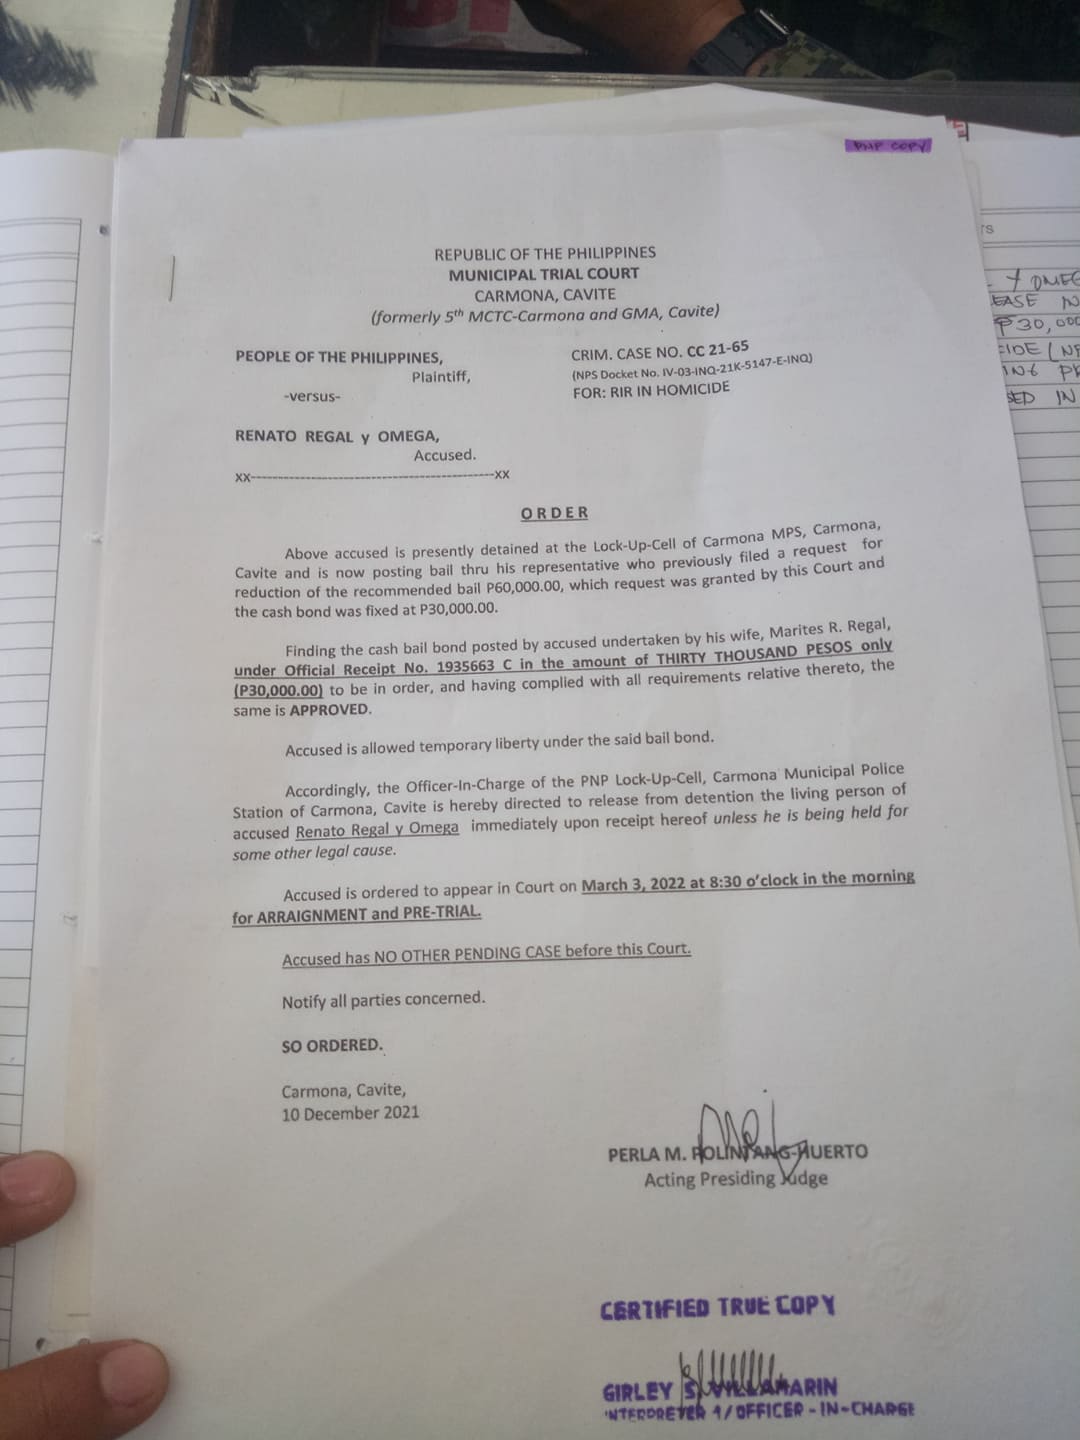 PNP COPY
REPUBLIC OF THE PHILIPPINES
MUNICIPAL TRIAL COURT
CARMONA, CAVITE
(formerly 5th MCTC-Carmona and GMA, Cavite)
PEOPLE OF THE PHILIPPINES,
Plaintiff,
-versus-
RENATO REGAL y OMEGA,
Accused.
xx----------------------------------------------xx
CRIM. CASE NO. CC 21-65
(NPS Docket No. IV-03-INQ-21K-5147-E-INQ)
FOR: RIR IN HOMICIDE
ORDER
Above accused is presently detained at the Lock-Up-Cell of Carmona MPS, Carmona,
Cavite and is now posting bail thru his representative who previously filed a request for
reduction of the recommended bail P60,000.00, which request was granted by this Court and
the cash bond was fixed at P30,000.00.
Finding the cash bail bond posted by accused undertaken by his wife, Marites R. Regal,
under Official Receipt No. 1935663 C in the amount of THIRTY THOUSAND PESOS only
(P30,000.00) to be in order, and having complied with all requirements relative thereto, the
same is APPROVED.
Accused is allowed temporary liberty under the said bail bond.
Accordingly, the Officer-In-Charge of the PNP Lock-Up-Cell, Carmona Municipal Police
Station of Carmona, Cavite is hereby directed to release from detention the living person of
accused Renato Regal y Omega immediately upon receipt hereof unless he is being held for
some other legal cause.
Accused is ordered to appear in Court on March 3, 2022 at 8:30 o'clock in the morning
for ARRAIGNMENT and PRE-TRIAL.
Accused has NO OTHER PENDING CASE before this Court.
Notify all parties concerned.
SO ORDERED.
Carmona, Cavite,
10 December 2021
PERLA M. POLINTANG-HUERTO
Acting Presiding Judge
CERTIFIED TRUE COPY
GIRLEY S. VILLAMARIN
INTERPRETER 1/OFFICER-IN-CHARGE
Y OMEG
EASE N
₱30,000
CIDE (NP
ING PR
SED IN